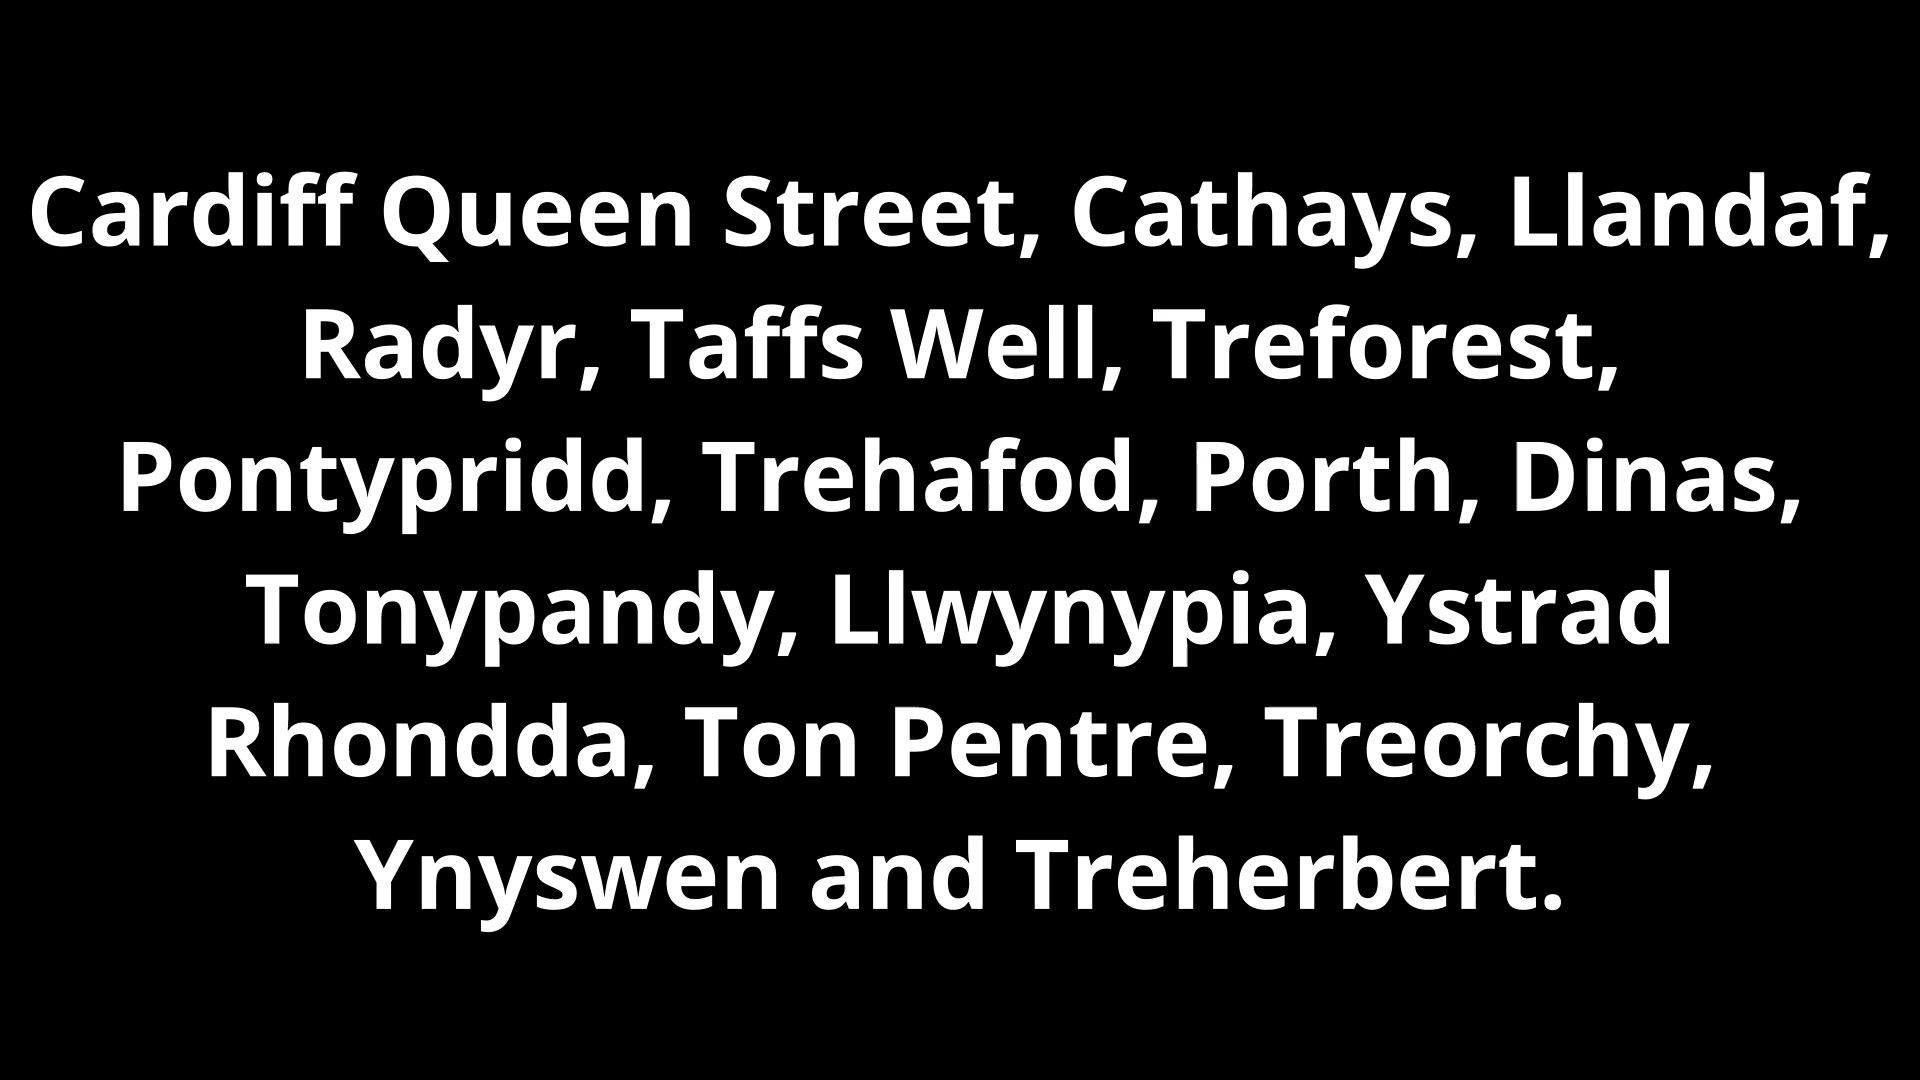 Cardiff Queen Street, Cathays, Llandaf,
Radyr, Taffs Well, Treforest,
Pontypridd, Trehafod, Porth, Dinas,
Tonypandy, Llwynypia, Ystrad
Rhondda, Ton Pentre, Treorchy,
Ynyswen and Treherbert.